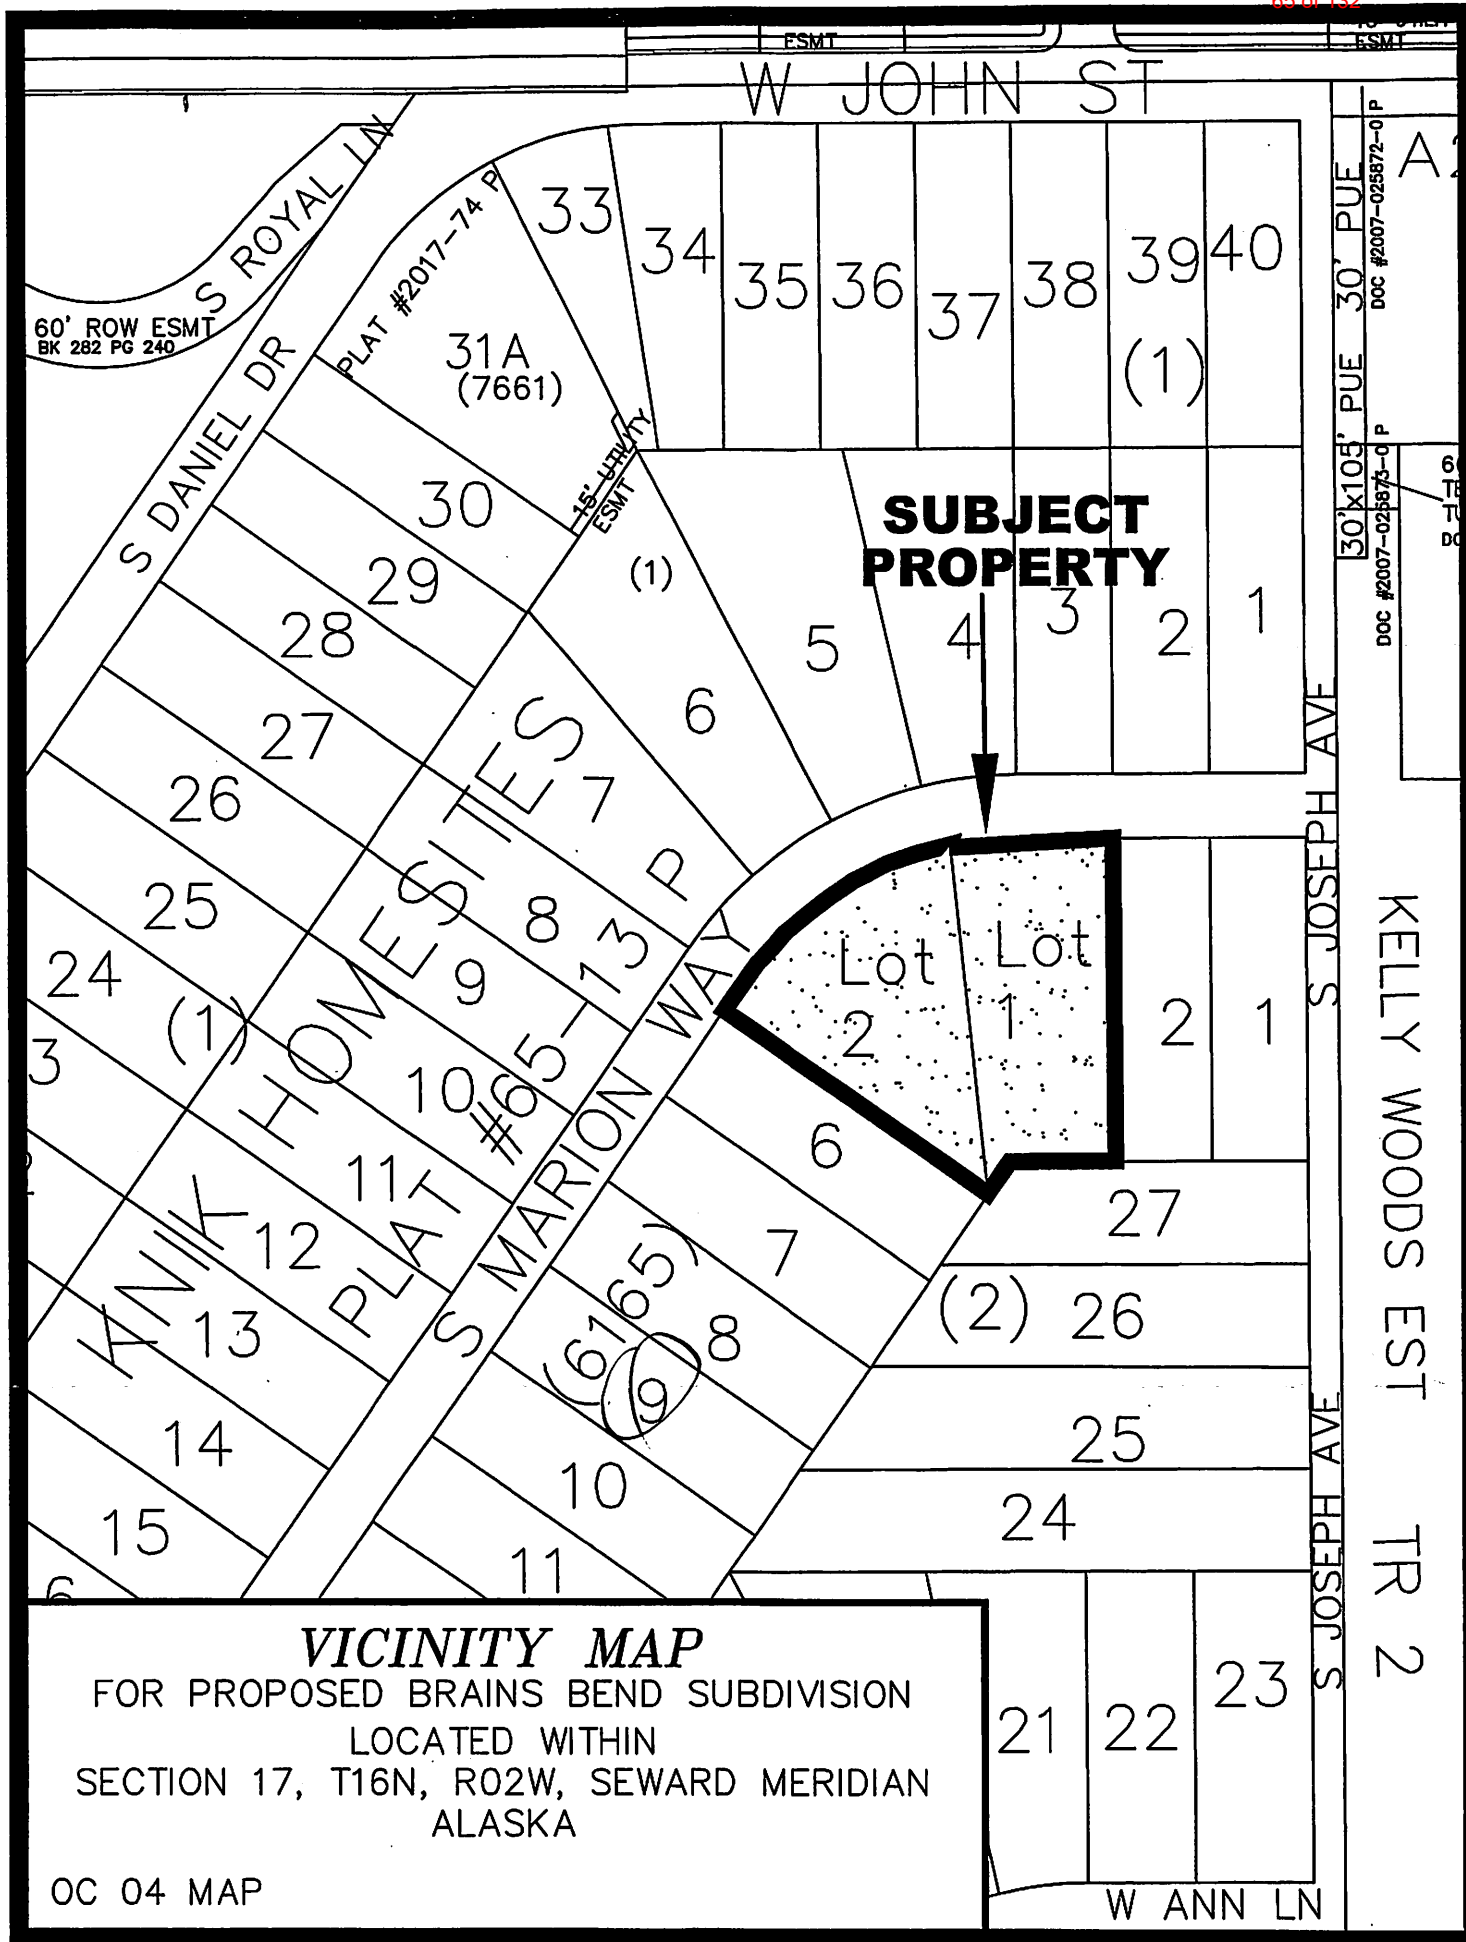 65 of 132
ESMT
ESMT
W JOHN ST
S ROYAL LN
60' ROW ESMT
BK 282 PG 240
S DANIEL DR
PLAT #2017-74 P
31A
(7661)
33
34
35
36
37
38
39
40
(1)
30' PUE
DOC #2007-025872-0 P
30'x105' PUE
DOC #2007-025873-0 P
15' UTILITY
ESMT
30
29
28
27
26
25
24
(1)
3
(1)
SUBJECT
PROPERTY
1
2
3
4
5
6
7
8
9
10
11
12
13
14
15
6
KNIK HOMESITES
PLAT #65-13 P
S MARION WAY
Lot
2
Lot
1
2
1
S JOSEPH AVE
KELLY WOODS EST TR 2
6
7
8
(6165)
9
10
11
27
(2)
26
25
24
S JOSEPH AVE
21
22
23
W ANN LN
VICINITY MAP
FOR PROPOSED BRAINS BEND SUBDIVISION
LOCATED WITHIN
SECTION 17, T16N, R02W, SEWARD MERIDIAN
ALASKA
OC 04 MAP